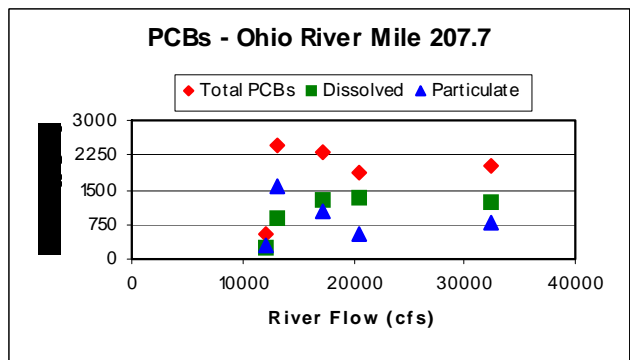 PCBs - Ohio River Mile 207.7
Total PCBs Dissolved Particulate
3000
2250
1500
750
0
0 10000 20000 30000 40000
River Flow (cfs)